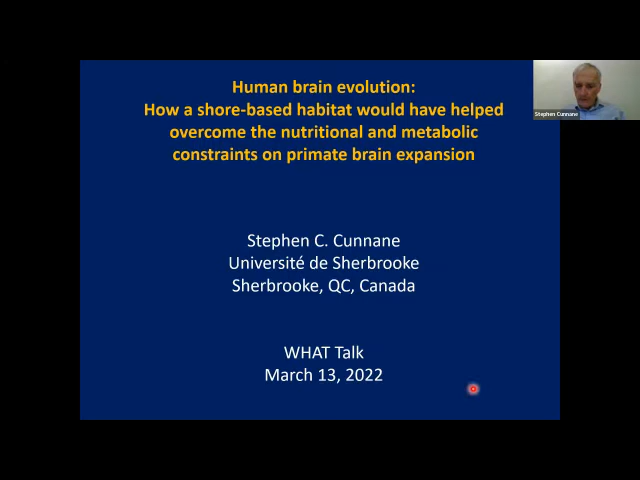 Human brain evolution:
How a shore-based habitat would have helped
overcome the nutritional and metabolic
constraints on primate brain expansion
Stephen Cunnane
Stephen C. Cunnane
Université de Sherbrooke
Sherbrooke, QC, Canada
WHAT Talk
March 13, 2022